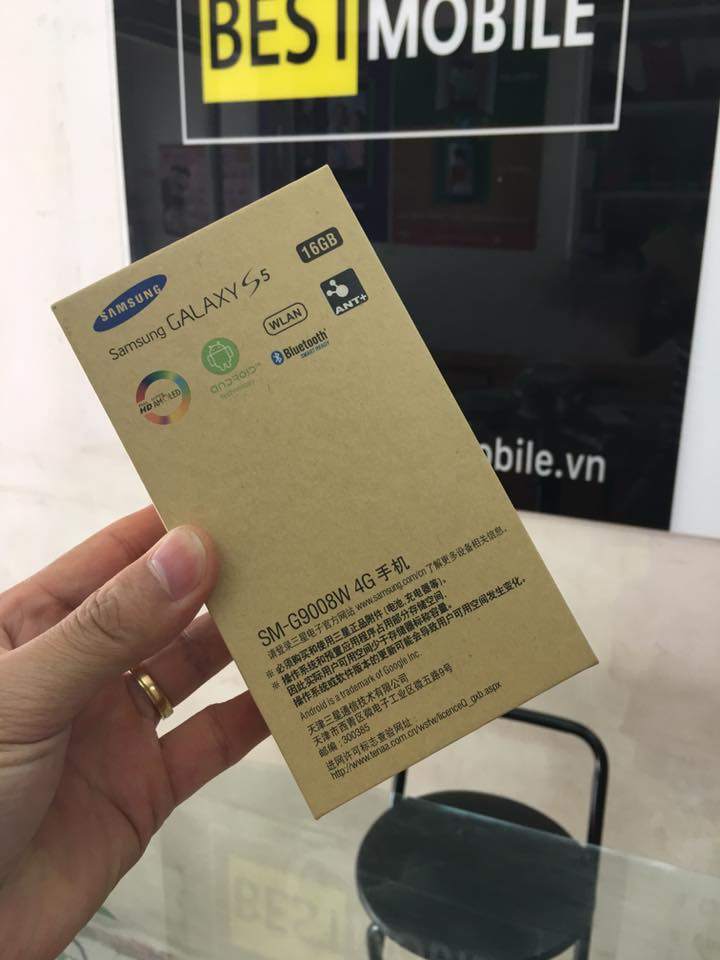 BEST MOBILE
obile.vn
SAMSUNG
16GB
Samsung GALAXY S5
ANT+
WLAN
Bluetooth
SMART READY
ANDROID
technology
HD AMOLED
SM-G9008W 4G 手机
请登录三星电子官方网站 www.samsung.com/cn 了解更多设备相关信息。
※ 必须购买和使用三星正品附件(电池、充电器等)。
※ 操作系统和预置应用程序占用部分存储空间,
因此实际用户可用空间少于存储器标称容量。
操作系统或软件版本的更新可能会导致用户可用空间发生变化。
Android is a trademark of Google Inc.
天津三星通信技术有限公司
天津市西青区微电子工业区微五路9号
邮编:300385
进网许可标志查验网址:
http://www.tenaa.com.cn/wsfw/licenceQ_gxb.aspx
BEST Mobile